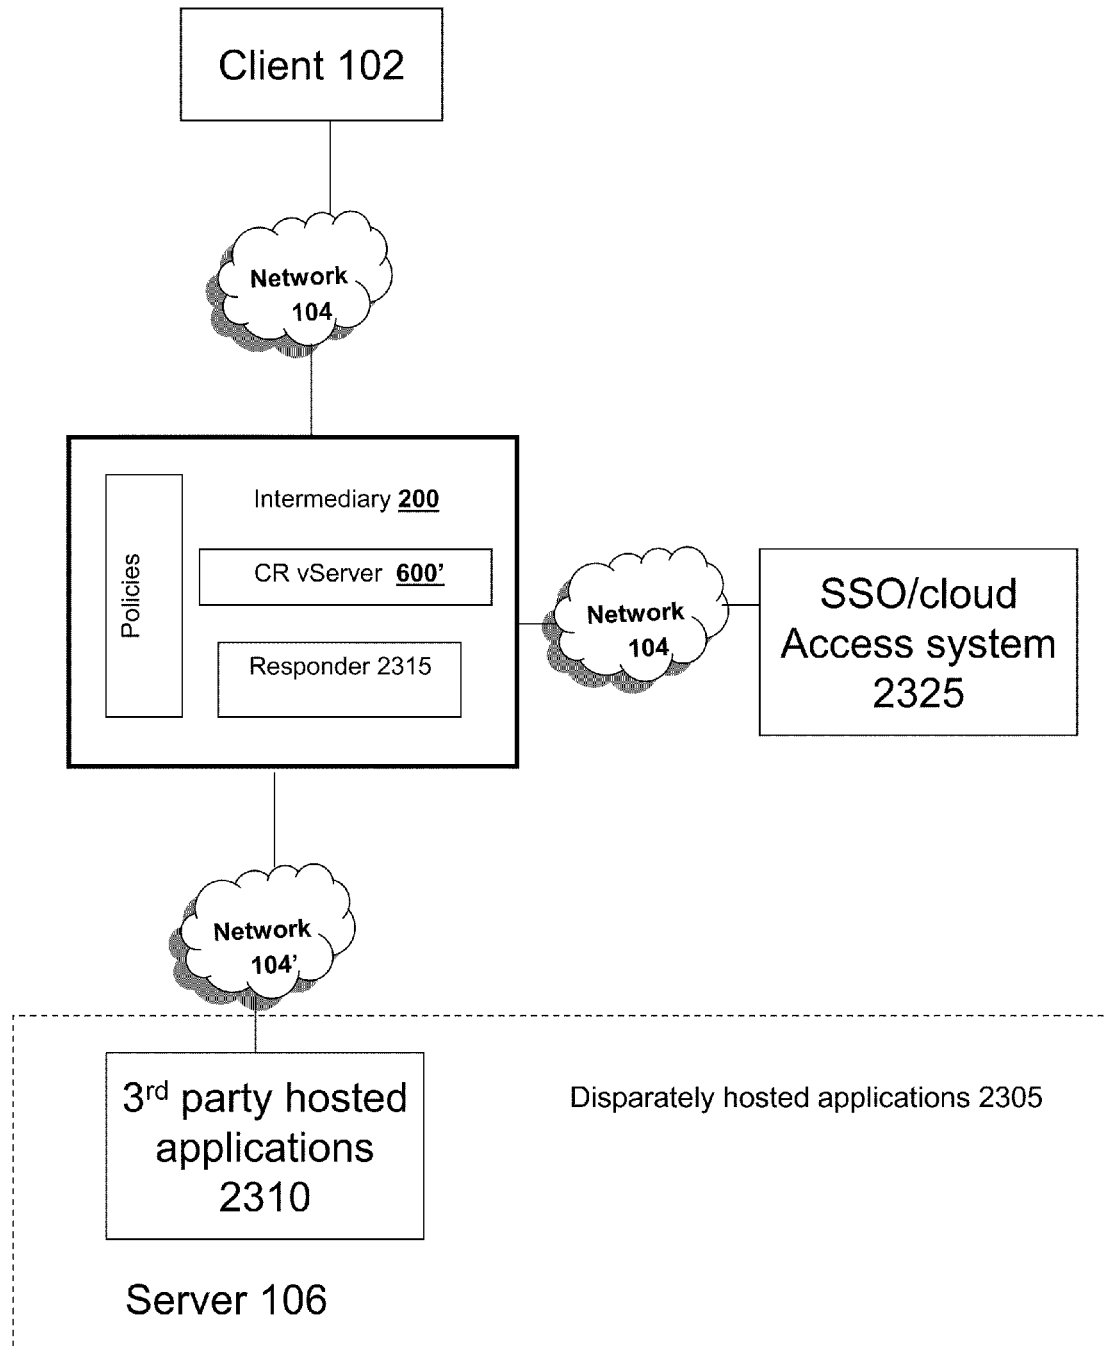 Client 102
Network
104
Intermediary 200
Policies
CR vServer 600’
Responder 2315
Network
104
SSO/cloud
Access system
2325
Network
104’
3rd party hosted
applications
2310
Disparately hosted applications 2305
Server 106